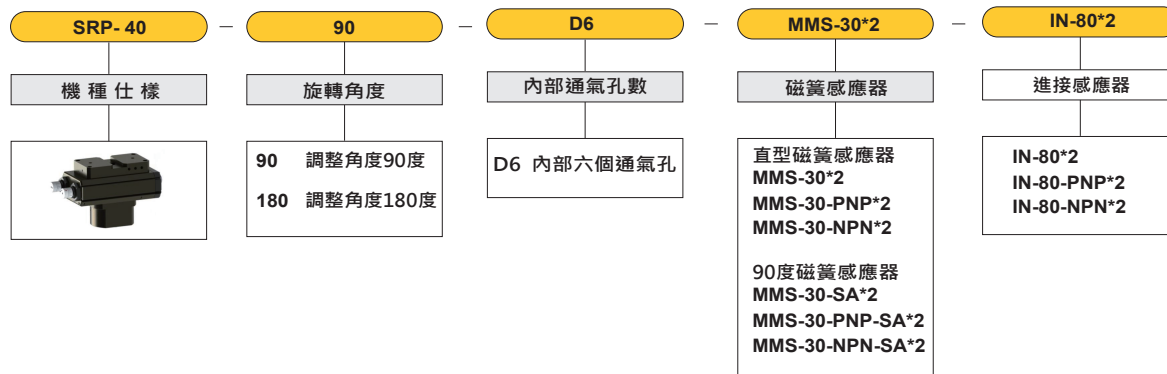 SRP- 40 – 90 – D6 – MMS-30*2 – IN-80*2
機種仕樣
旋轉角度
內部通氣孔數
磁簧感應器
進接感應器
90 調整角度90度
180 調整角度180度
D6 內部六個通氣孔
直型磁簧感應器
MMS-30*2
MMS-30-PNP*2
MMS-30-NPN*2
90度磁簧感應器
MMS-30-SA*2
MMS-30-PNP-SA*2
MMS-30-NPN-SA*2
IN-80*2
IN-80-PNP*2
IN-80-NPN*2